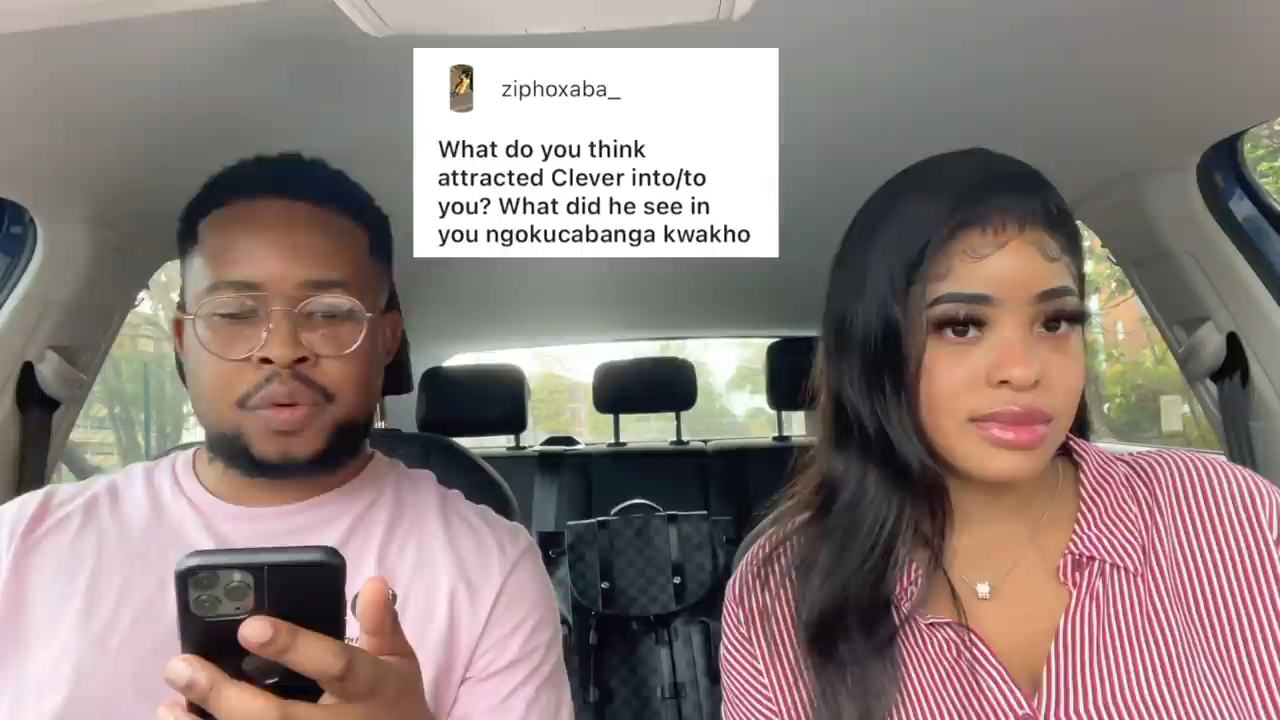 ziphoxaba_
What do you think
attracted Clever into/to
you? What did he see in
you ngokucabanga kwakho